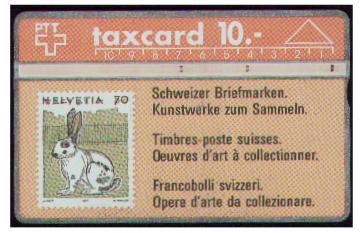 PTT
taxcard 10.-
10 9 8 7 6 5 4 3 2 1
HELVETIA 70
Schweizer Briefmarken.
Kunstwerke zum Sammeln.
Timbres-poste suisses.
Oeuvres d'art à collectionner.
Francobolli svizzeri.
Opere d'arte da collezionare.